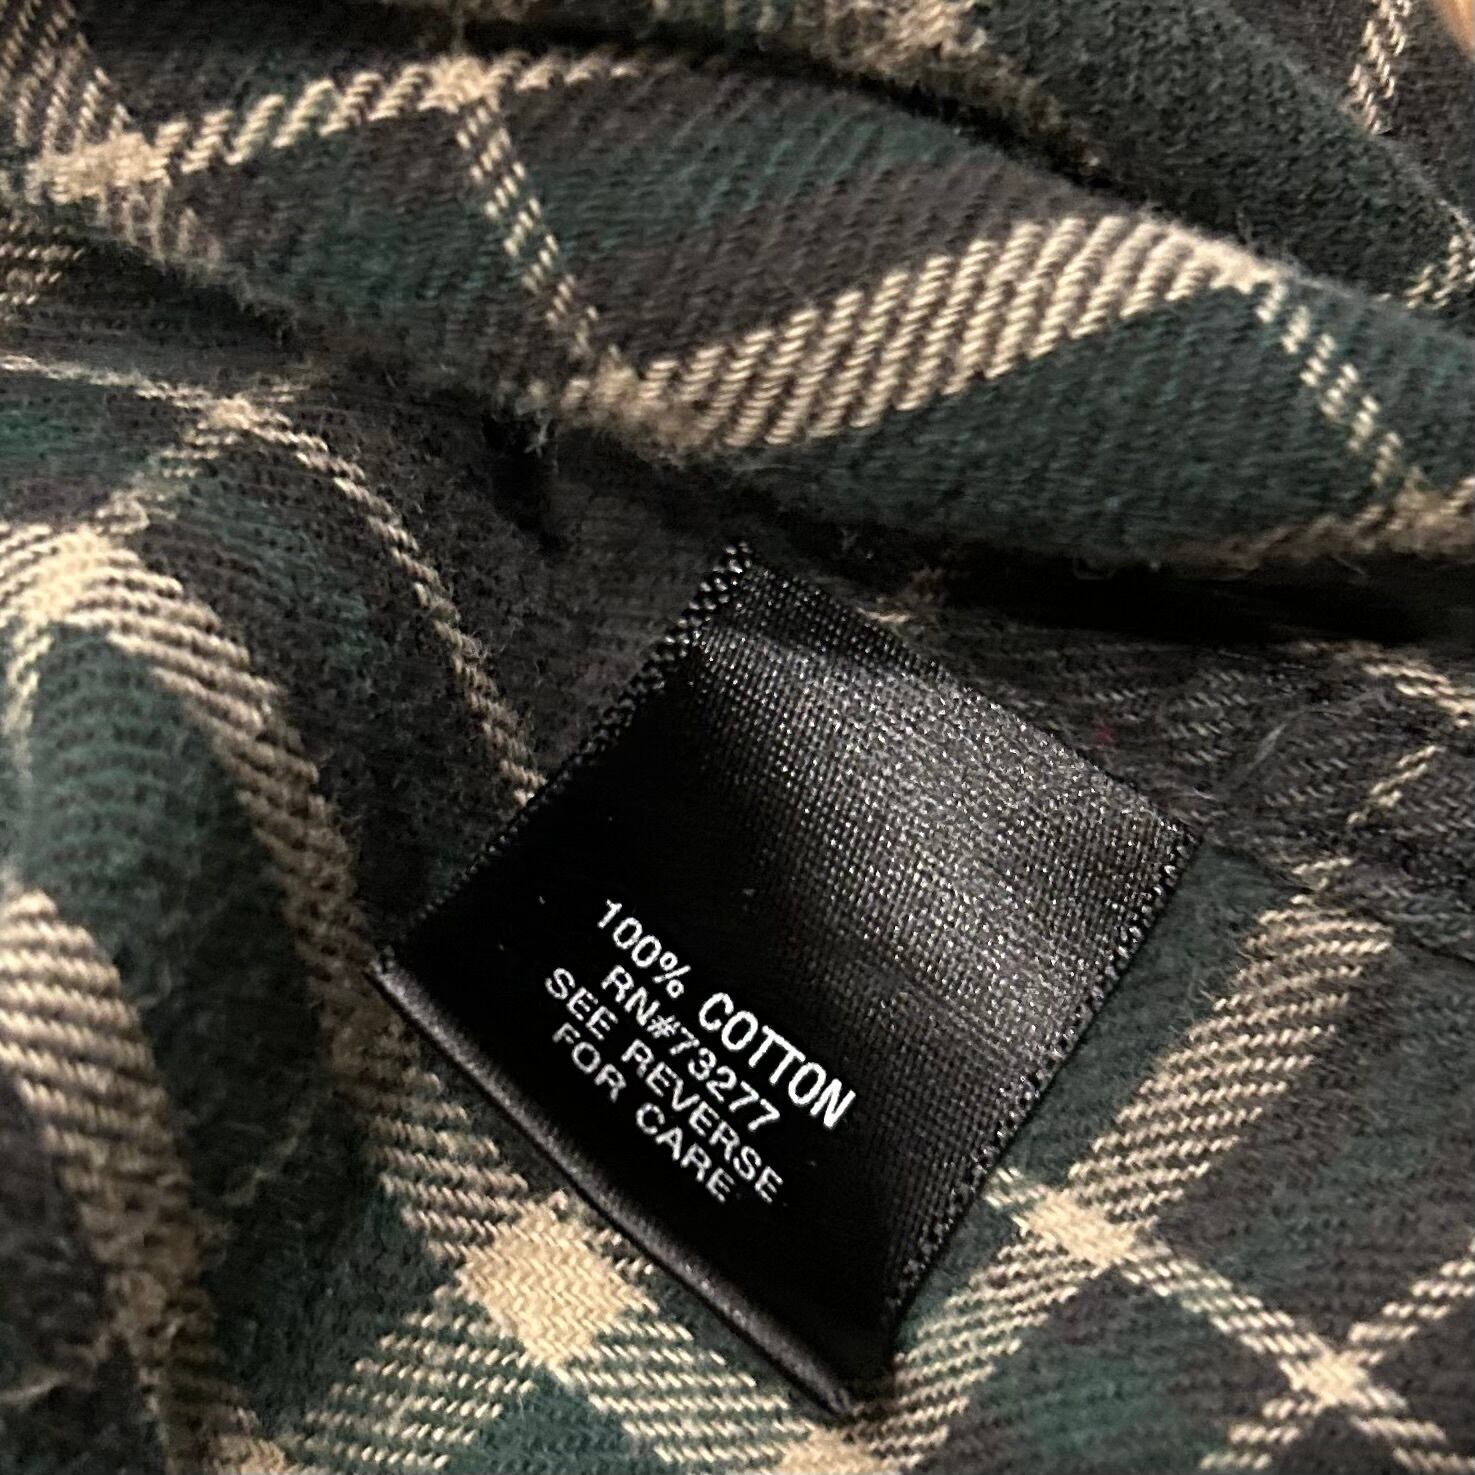 100% COTTON
RN#73277
SEE REVERSE
FOR CARE